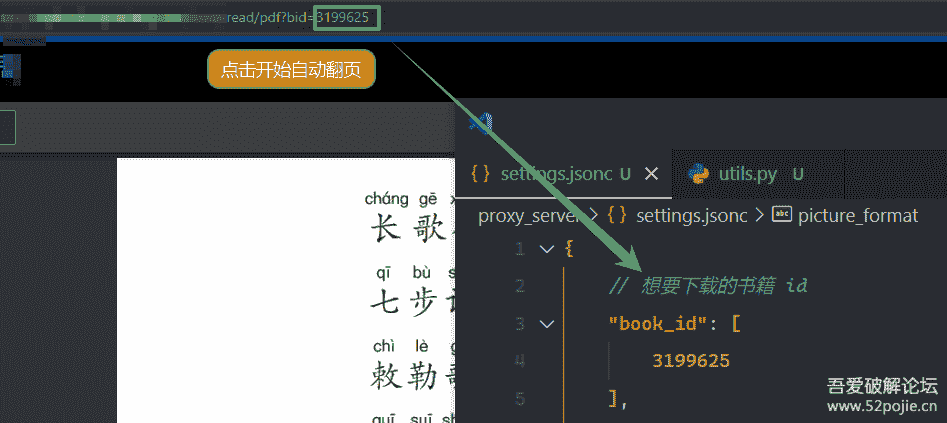 read/pdf?bid=3199625
点击开始自动翻页
cháng gē
长 歌
qī bù
七 步
chì lè
敕 勒
quī suī
settings.jsonc U
utils.py U
proxy_server > {} settings.jsonc > picture_format
1 {
2 // 想要下载的书籍 id
3 "book_id": [
4 3199625
5 ],
吾爱破解论坛
www.52pojie.cn